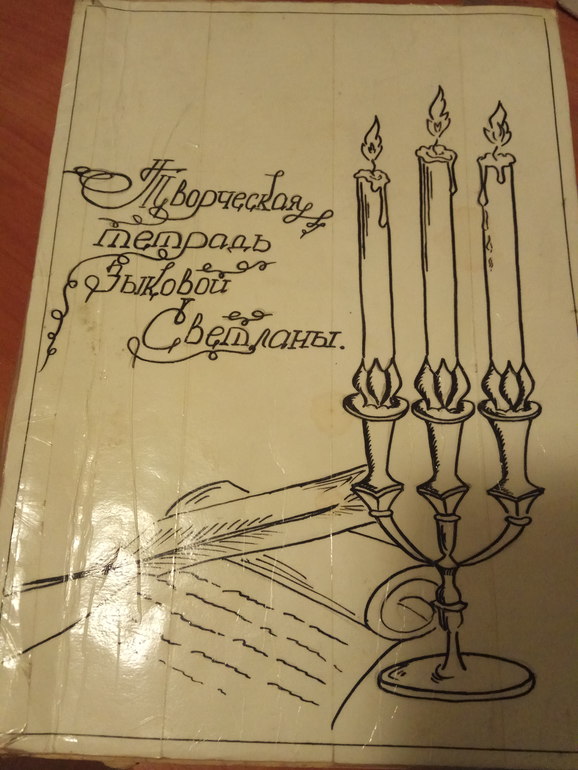 Творческая
тетрадь
Зыковой
Светланы.